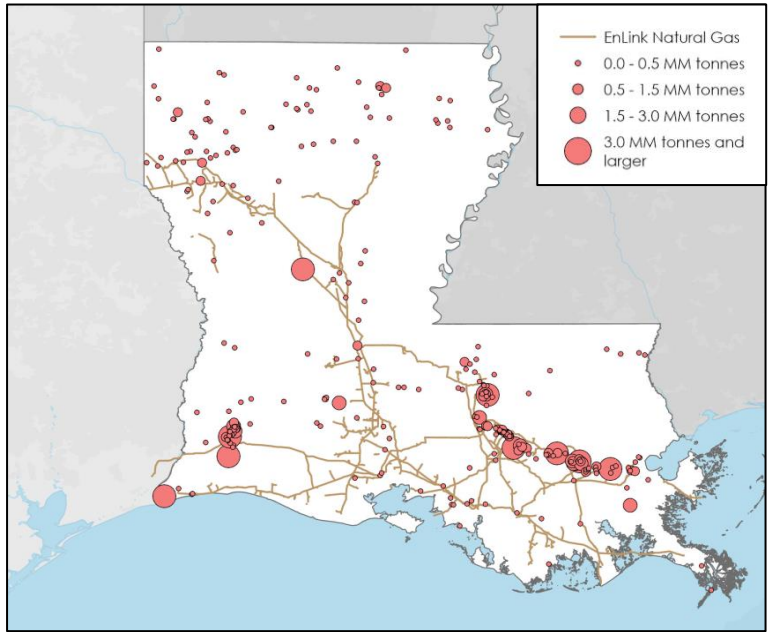 EnLink Natural Gas
0.0 - 0.5 MM tonnes
0.5 - 1.5 MM tonnes
1.5 - 3.0 MM tonnes
3.0 MM tonnes and
larger